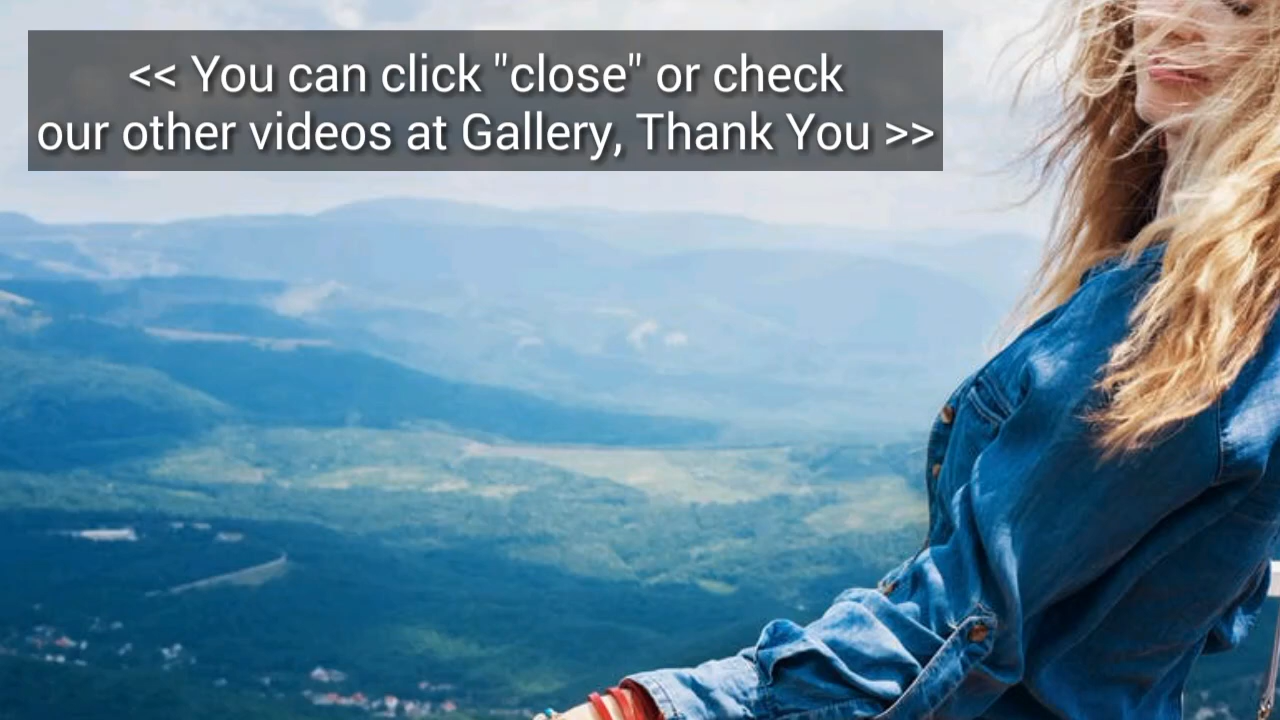 << You can click "close" or check
our other videos at Gallery, Thank You >>